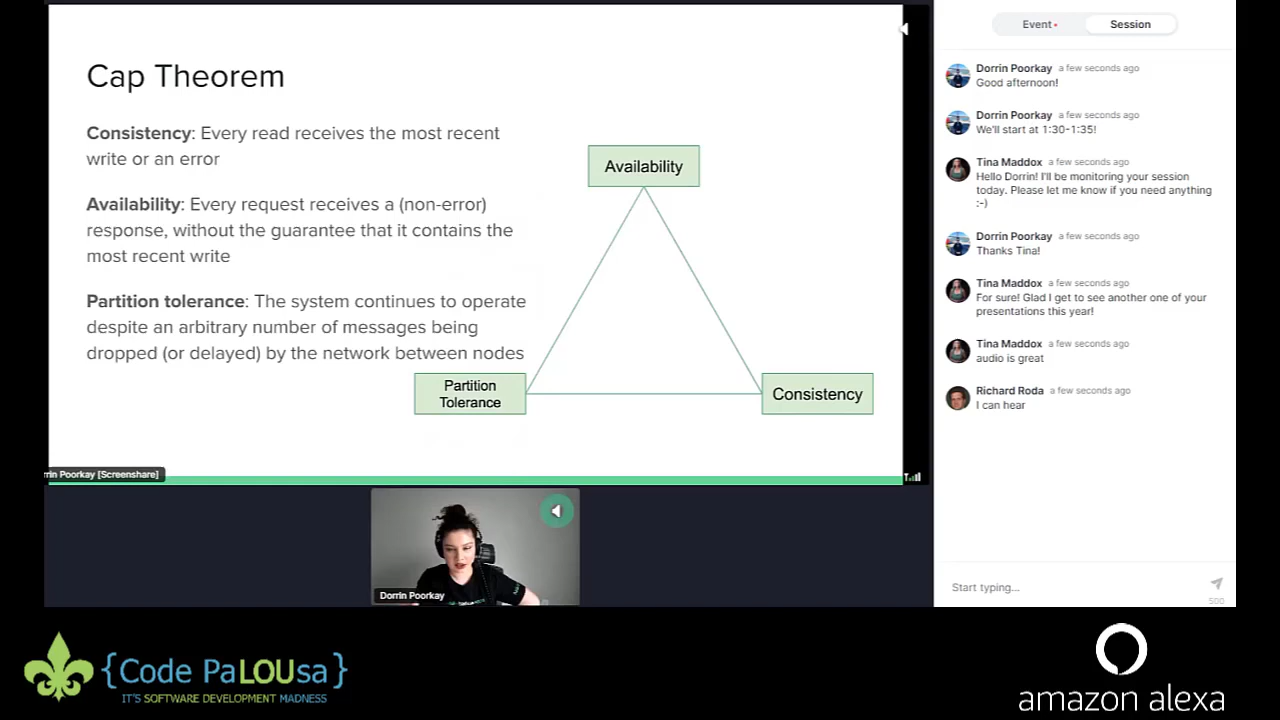 Cap Theorem
Consistency: Every read receives the most recent
write or an error
Availability: Every request receives a (non-error)
response, without the guarantee that it contains the
most recent write
Partition tolerance: The system continues to operate
despite an arbitrary number of messages being
dropped (or delayed) by the network between nodes
Availability
Partition
Tolerance
Consistency
rrin Poorkay [Screenshare]
Dorrin Poorkay
Event
Session
Dorrin Poorkay a few seconds ago
Good afternoon!
Dorrin Poorkay a few seconds ago
We'll start at 1:30-1:35!
Tina Maddox a few seconds ago
Hello Dorrin! I'll be monitoring your session
today. Please let me know if you need anything
:-)
Dorrin Poorkay a few seconds ago
Thanks Tina!
Tina Maddox a few seconds ago
For sure! Glad I get to see another one of your
presentations this year!
Tina Maddox a few seconds ago
audio is great
Richard Roda a few seconds ago
I can hear
Start typing...
500
{Code PaLOUsa}
IT'S SOFTWARE DEVELOPMENT MADNESS
amazon alexa